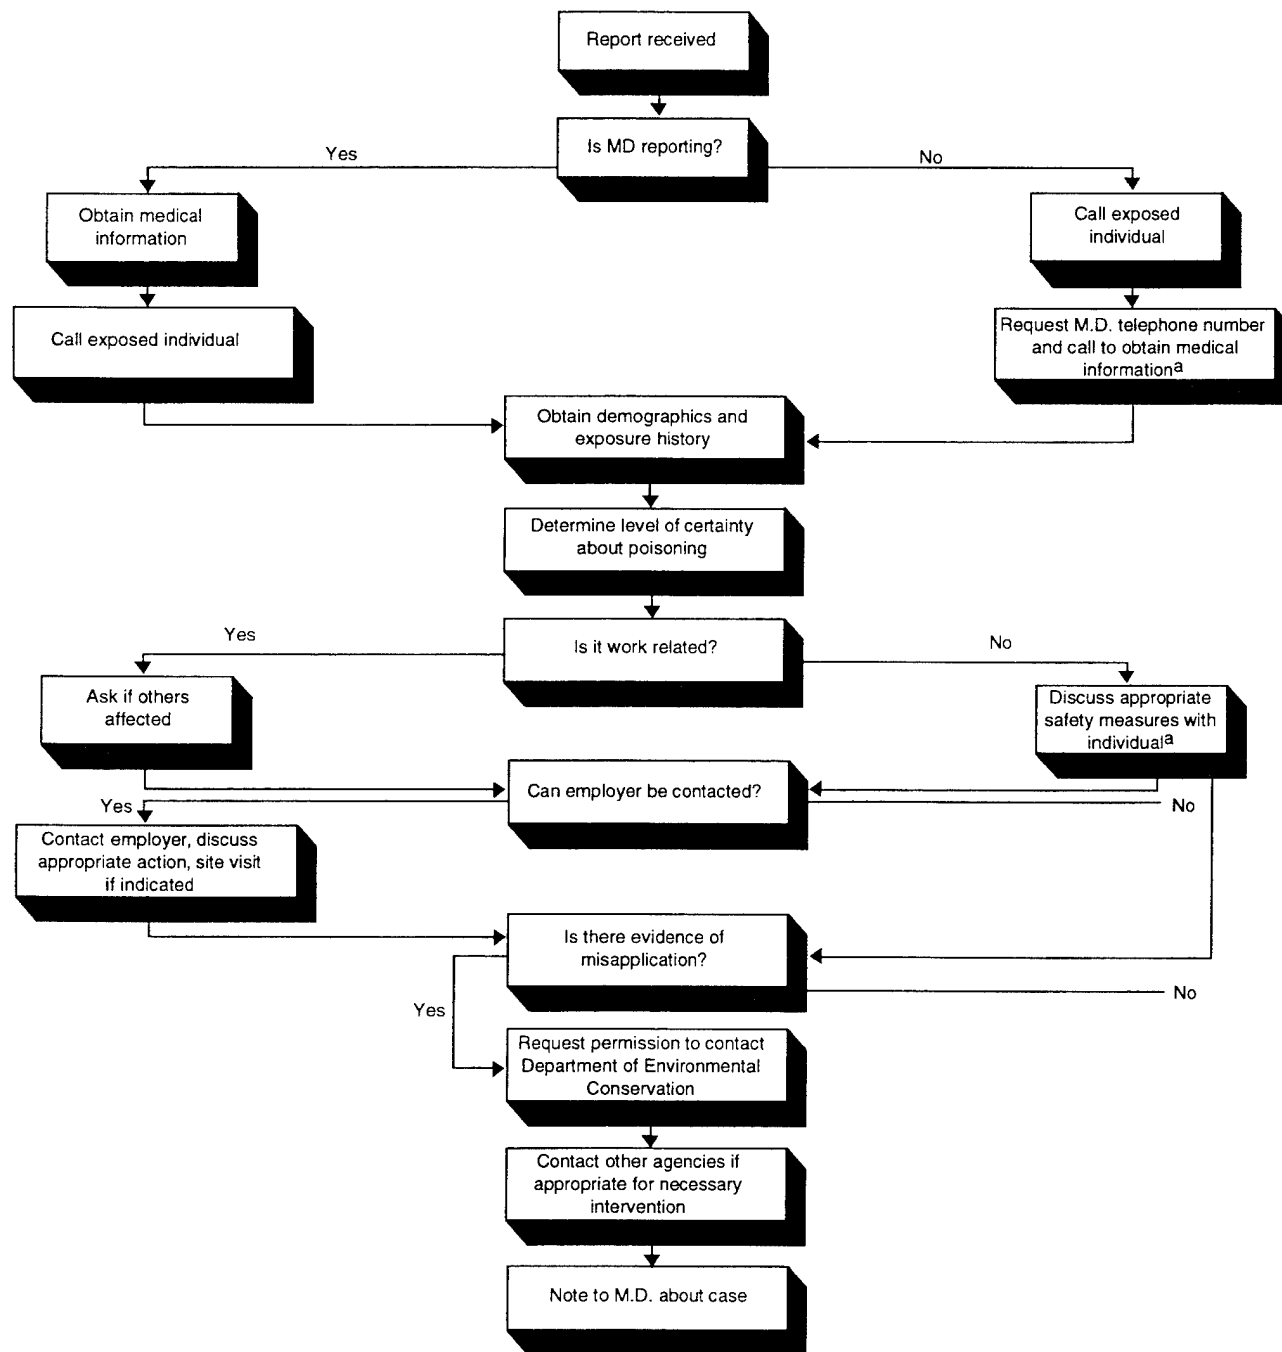 Report received
Is MD reporting?
Yes
No
Obtain medical
information
Call exposed
individual
Call exposed individual
Request M.D. telephone number
and call to obtain medical
informationa
Obtain demographics and
exposure history
Determine level of certainty
about poisoning
Is it work related?
Yes
No
Ask if others
affected
Discuss appropriate
safety measures with
individuala
Can employer be contacted?
Yes
No
Contact employer, discuss
appropriate action, site visit
if indicated
Is there evidence of
misapplication?
Yes
No
Request permission to contact
Department of Environmental
Conservation
Contact other agencies if
appropriate for necessary
intervention
Note to M.D. about case